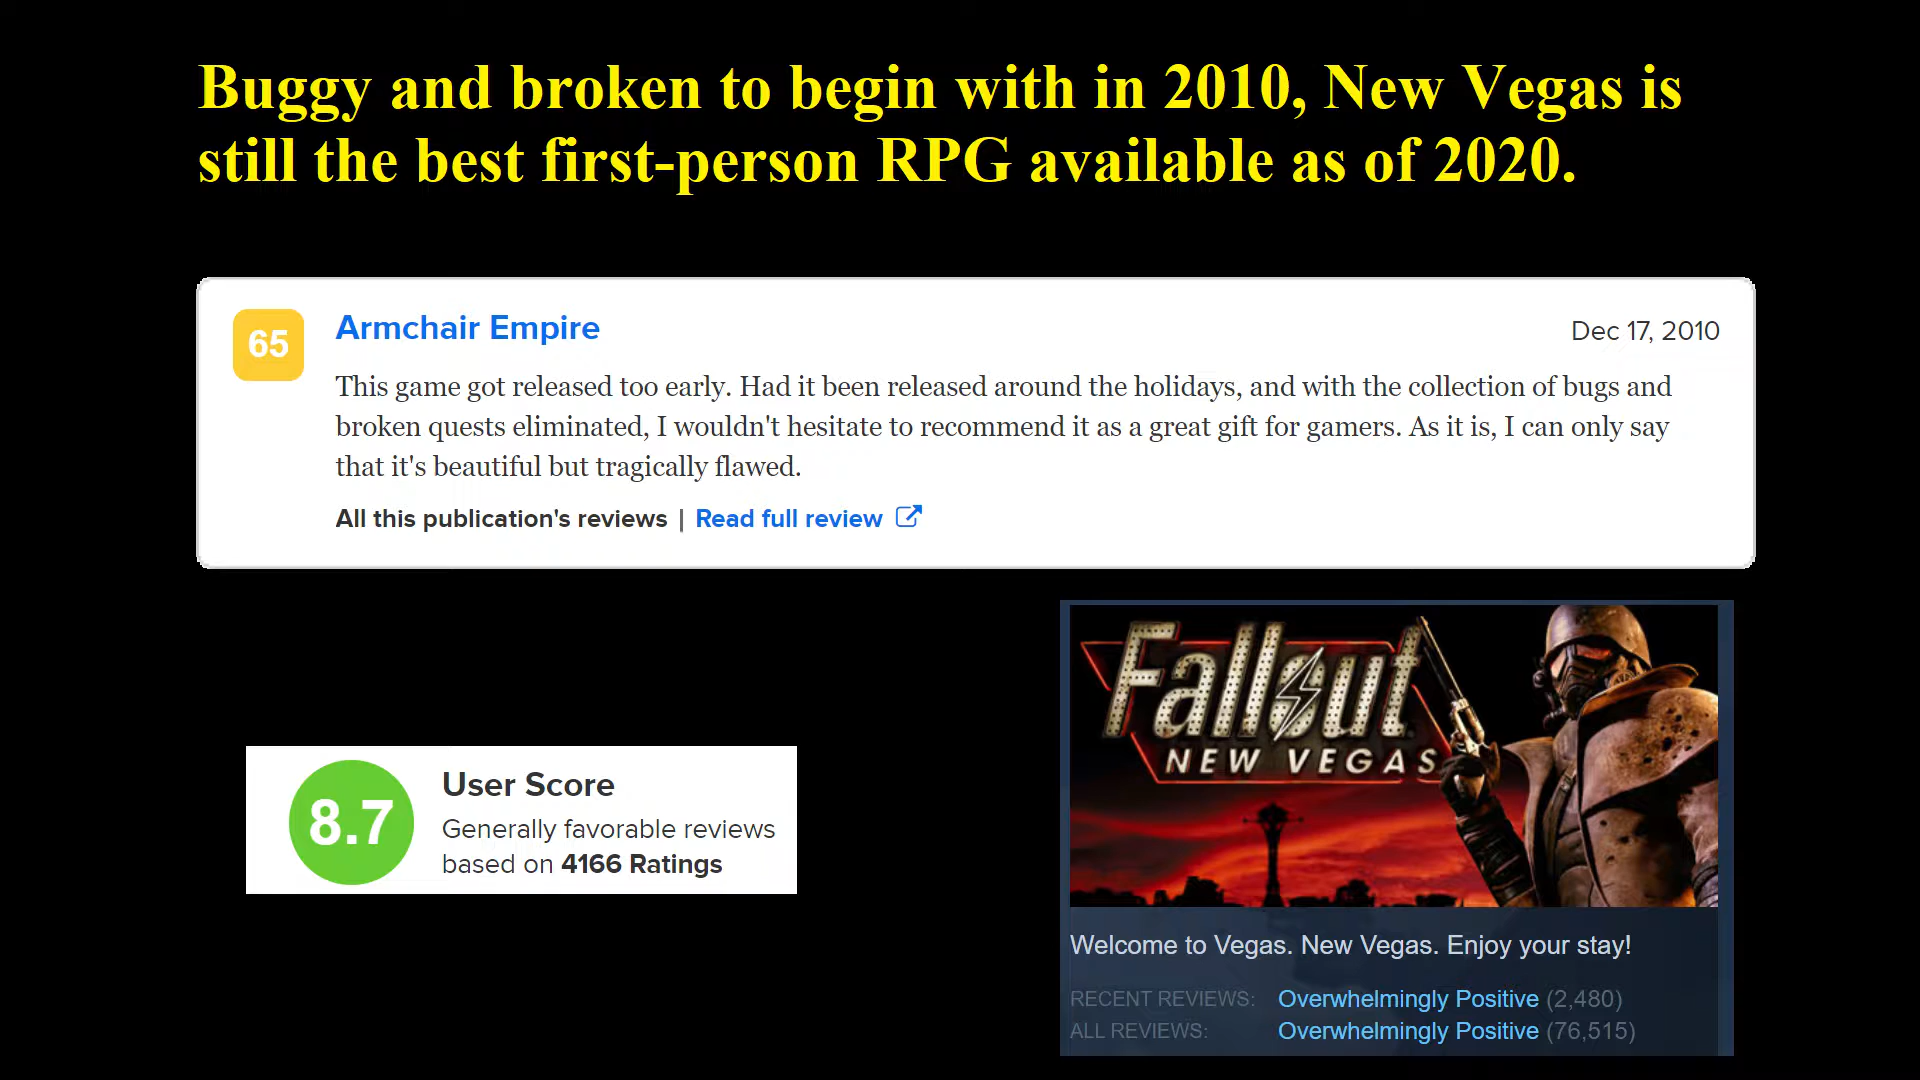 Buggy and broken to begin with in 2010, New Vegas is
still the best first-person RPG available as of 2020.
65
Armchair Empire
Dec 17, 2010
This game got released too early. Had it been released around the holidays, and with the collection of bugs and
broken quests eliminated, I wouldn't hesitate to recommend it as a great gift for gamers. As it is, I can only say
that it's beautiful but tragically flawed.
All this publication's reviews | Read full review
8.7
User Score
Generally favorable reviews
based on 4166 Ratings
Fallout
NEW VEGAS
Welcome to Vegas. New Vegas. Enjoy your stay!
RECENT REVIEWS: Overwhelmingly Positive (2,480)
ALL REVIEWS: Overwhelmingly Positive (76,515)